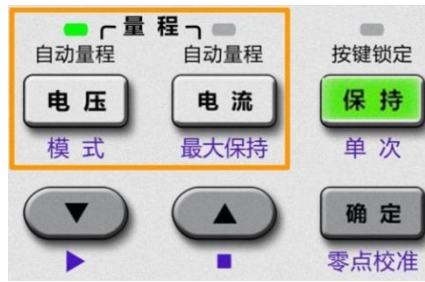 量 程
自动量程 自动量程 按键锁定
电 压 电 流 保 持
模 式 最大保持 单 次
确 定
零点校准